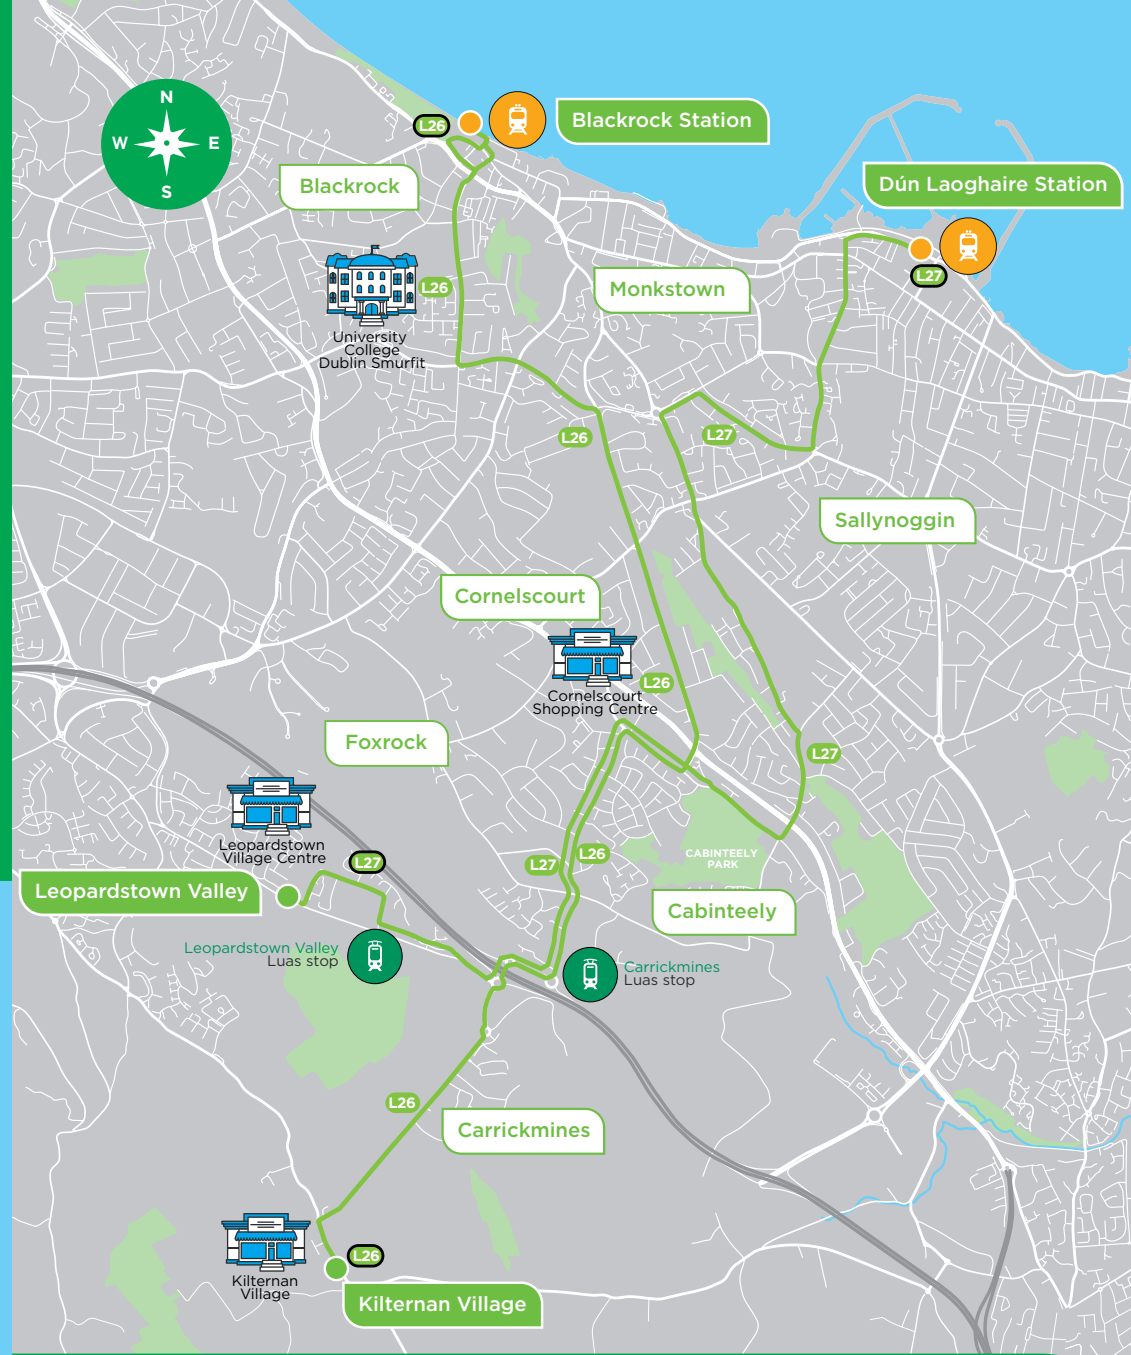 N
W E
S
L26
Blackrock Station
Dún Laoghaire Station
L27
Blackrock
University
College
Dublin Smurfit
L26
Monkstown
L26
L27
Sallynoggin
Cornelscourt
Cornelscourt
Shopping Centre
L26
Foxrock
L27
Leopardstown
Village Centre
L27
L27
L26
CABINTEELY
PARK
Leopardstown Valley
Cabinteely
Leopardstown Valley
Luas stop
Carrickmines
Luas stop
L26
Carrickmines
Kilternan
Village
L26
Kilternan Village